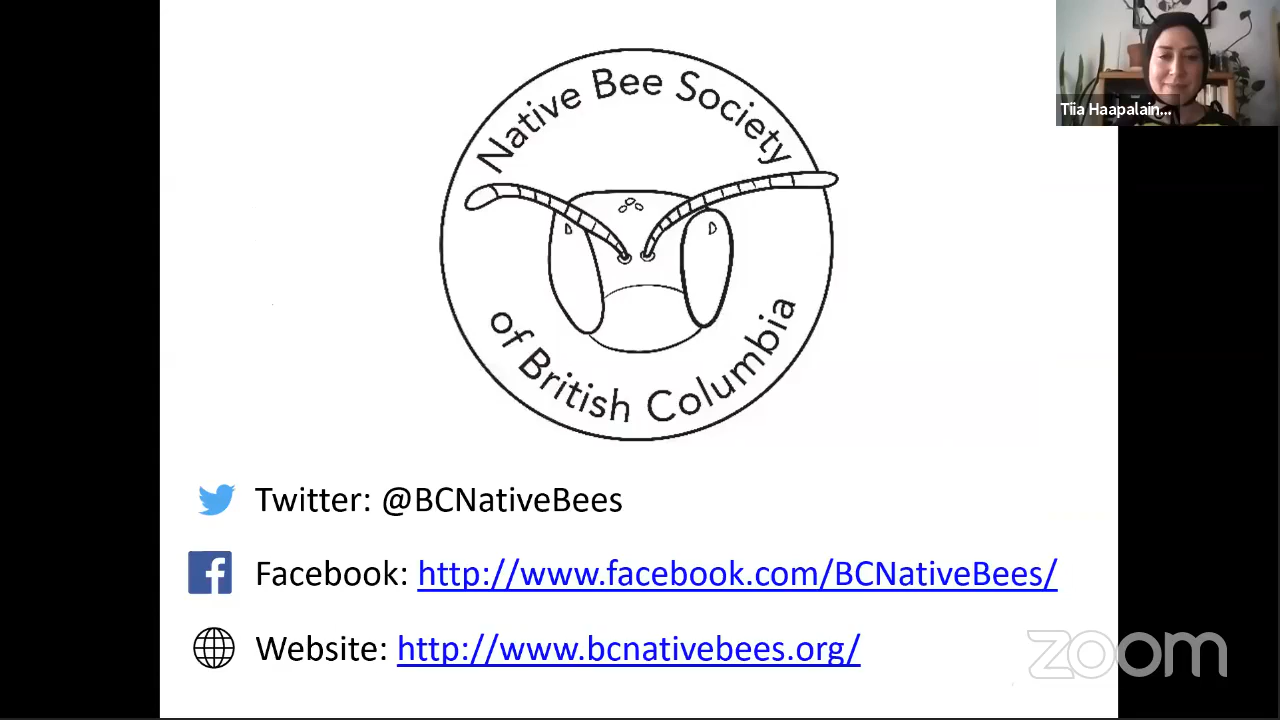 Native Bee Society
of British Columbia
Tiia Haapalain...
Twitter: @BCNativeBees
Facebook: http://www.facebook.com/BCNativeBees/
Website: http://www.bcnativebees.org/
zoom